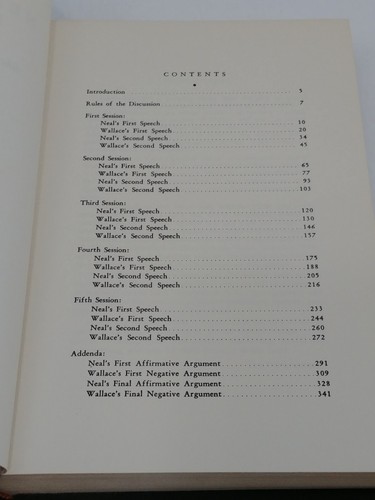 CONTENTS
Introduction 5
Rules of the Discussion 7
First Session:
Neal's First Speech 10
Wallace's First Speech 20
Neal's Second Speech 34
Wallace's Second Speech 45
Second Session:
Neal's First Speech 65
Wallace's First Speech 77
Neal's Second Speech 93
Wallace's Second Speech 103
Third Session:
Neal's First Speech 120
Wallace's First Speech 130
Neal's Second Speech 146
Wallace's Second Speech 157
Fourth Session:
Neal's First Speech 175
Wallace's First Speech 188
Neal's Second Speech 205
Wallace's Second Speech 216
Fifth Session:
Neal's First Speech 233
Wallace's First Speech 244
Neal's Second Speech 260
Wallace's Second Speech 272
Addenda:
Neal's First Affirmative Argument 291
Wallace's First Negative Argument 309
Neal's Final Affirmative Argument 328
Wallace's Final Negative Argument 341